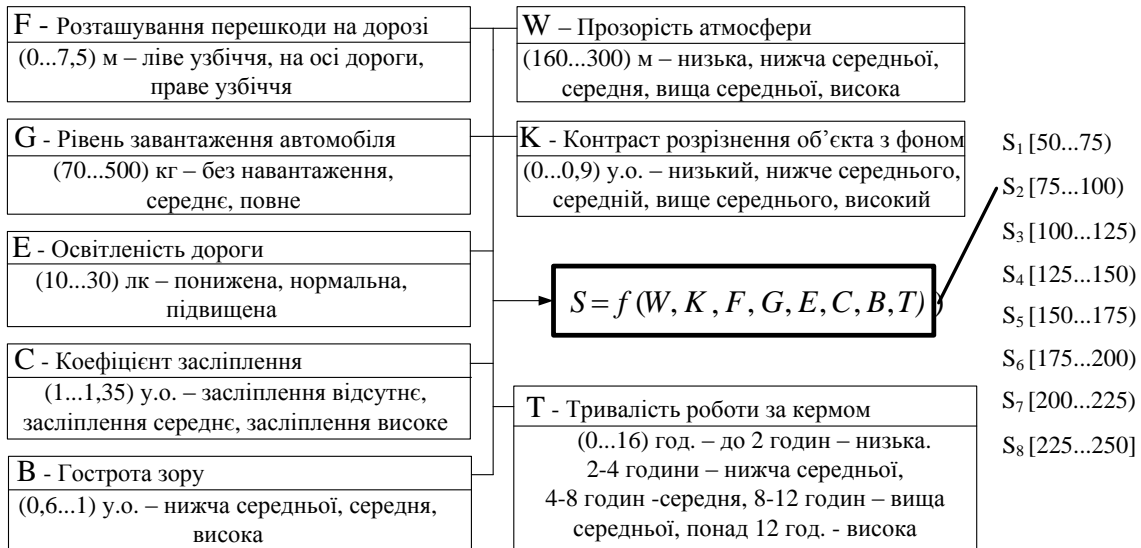 F - Розташування перешкоди на дорозі
(0...7,5) м – ліве узбіччя, на осі дороги,
праве узбіччя
G - Рівень завантаження автомобіля
(70...500) кг – без навантаження,
середнє, повне
E - Освітленість дороги
(10...30) лк – понижена, нормальна,
підвищена
C - Коефіцієнт засліплення
(1...1,35) у.о. – засліплення відсутнє,
засліплення середнє, засліплення високе
B - Гострота зору
(0,6...1) у.о. – нижча середньої, середня,
висока
W – Прозорість атмосфери
(160...300) м – низька, нижча середньої,
середня, вища середньої, висока
K - Контраст розрізнення об’єкта з фоном
(0...0,9) у.о. – низький, нижче середнього,
середній, вище середнього, високий
S = f (W, K , F, G, E, C, B, T) )
T - Тривалість роботи за кермом
(0...16) год. – до 2 годин – низька.
2-4 години – нижча середньої,
4-8 годин -середня, 8-12 годин – вища
середньої, понад 12 год. - висока
S₁ [50...75)
S₂ [75...100)
S₃ [100...125)
S₄ [125...150)
S₅ [150...175)
S₆ [175...200)
S₇ [200...225)
S₈ [225...250]